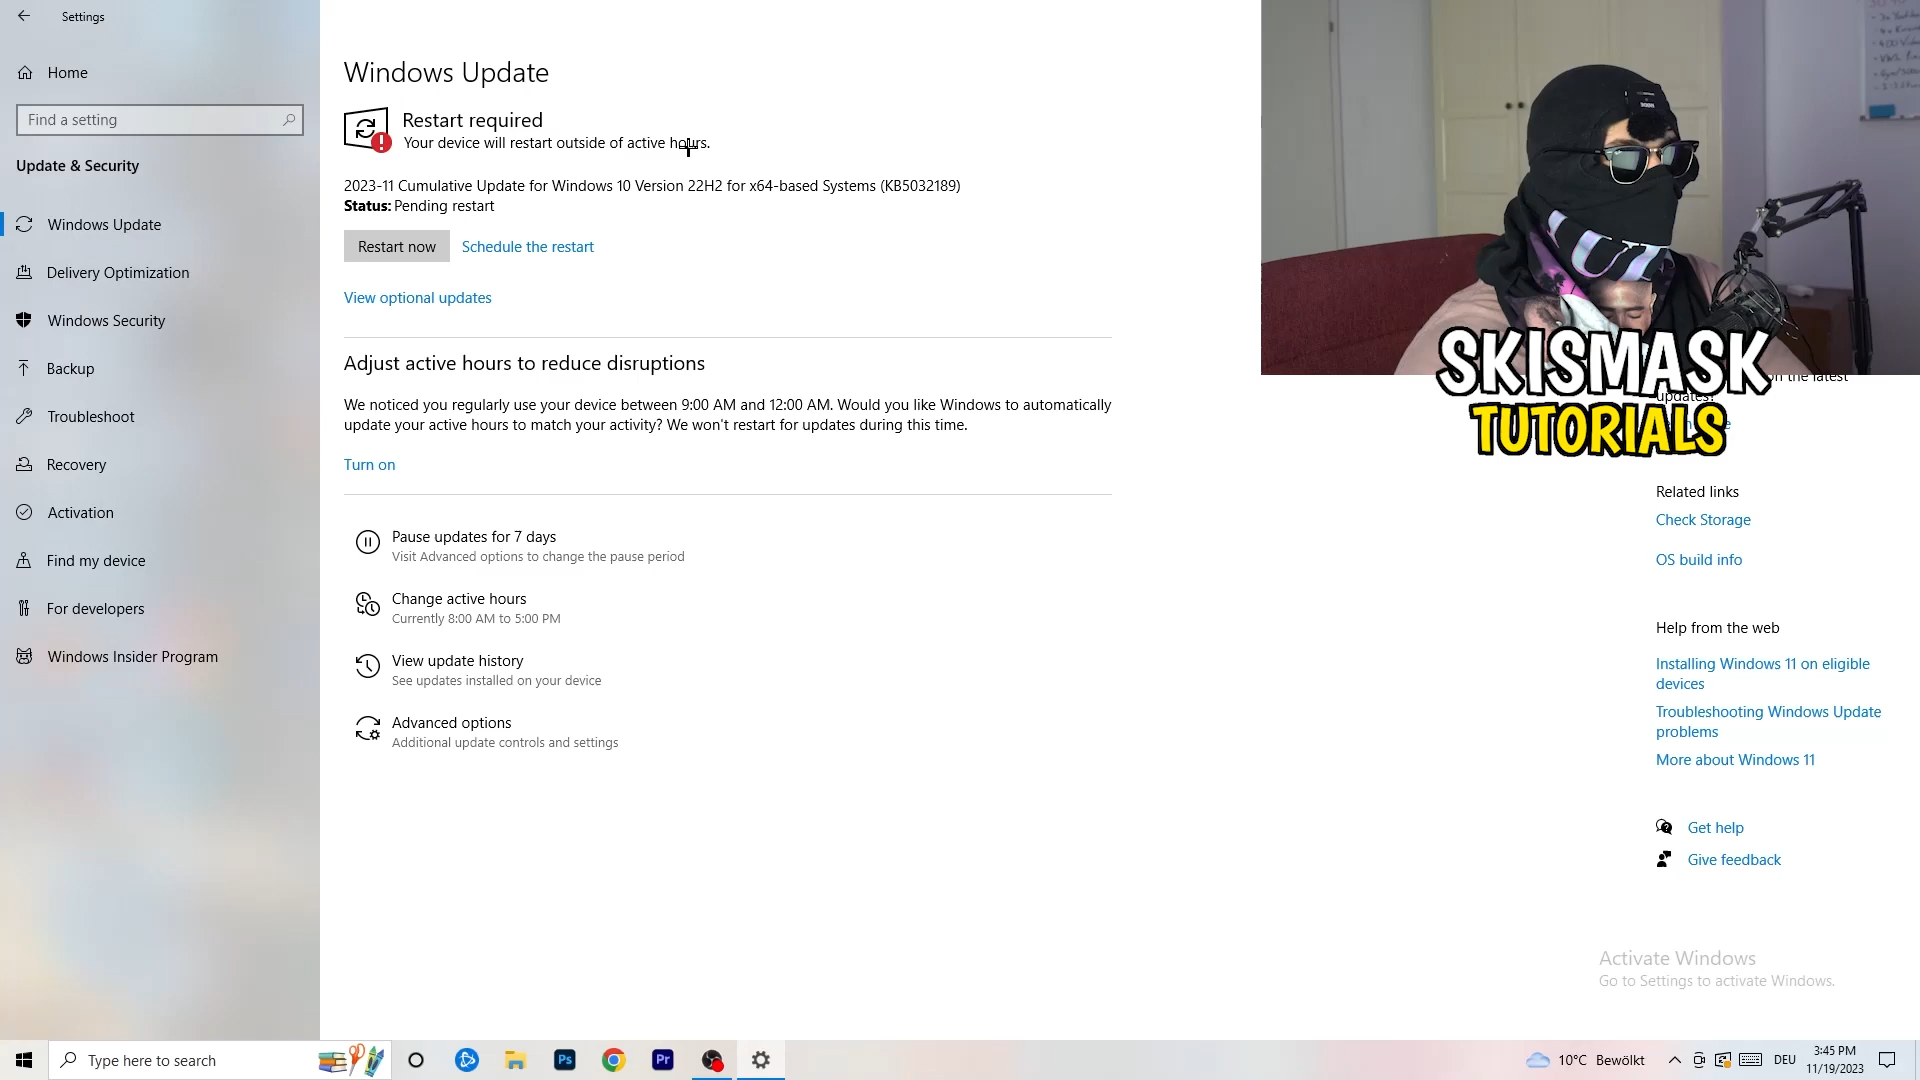 Settings
Home
Find a setting
Update & Security
Windows Update
Delivery Optimization
Windows Security
Backup
Troubleshoot
Recovery
Activation
Find my device
For developers
Windows Insider Program
Windows Update
Restart required
Your device will restart outside of active hours.
2023-11 Cumulative Update for Windows 10 Version 22H2 for x64-based Systems (KB5032189)
Status: Pending restart
Restart now Schedule the restart
View optional updates
Adjust active hours to reduce disruptions
We noticed you regularly use your device between 9:00 AM and 12:00 AM. Would you like Windows to automatically
update your active hours to match your activity? We won't restart for updates during this time.
Turn on
Pause updates for 7 days
Visit Advanced options to change the pause period
Change active hours
Currently 8:00 AM to 5:00 PM
View update history
See updates installed on your device
Advanced options
Additional update controls and settings
SKISMASK
TUTORIALS
on the latest
updates?
Related links
Check Storage
OS build info
Help from the web
Installing Windows 11 on eligible
devices
Troubleshooting Windows Update
problems
More about Windows 11
Get help
Give feedback
Activate Windows
Go to Settings to activate Windows.
Type here to search
Ps
Pr
10°C Bewölkt
DEU
3:45 PM
11/19/2023